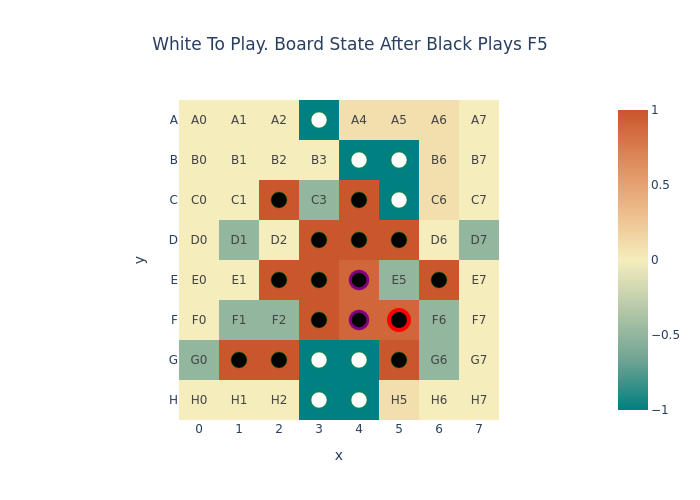 White To Play. Board State After Black Plays F5
A A0 A1 A2 A4 A5 A6 A7
B B0 B1 B2 B3 B6 B7
C C0 C1 C3 C6 C7
D D0 D1 D2 D6 D7
E E0 E1 E5 E7
F F0 F1 F2 F6 F7
G G0 G6 G7
H H0 H1 H2 H5 H6 H7
0 1 2 3 4 5 6 7
x
y
1
0.5
0
−0.5
−1